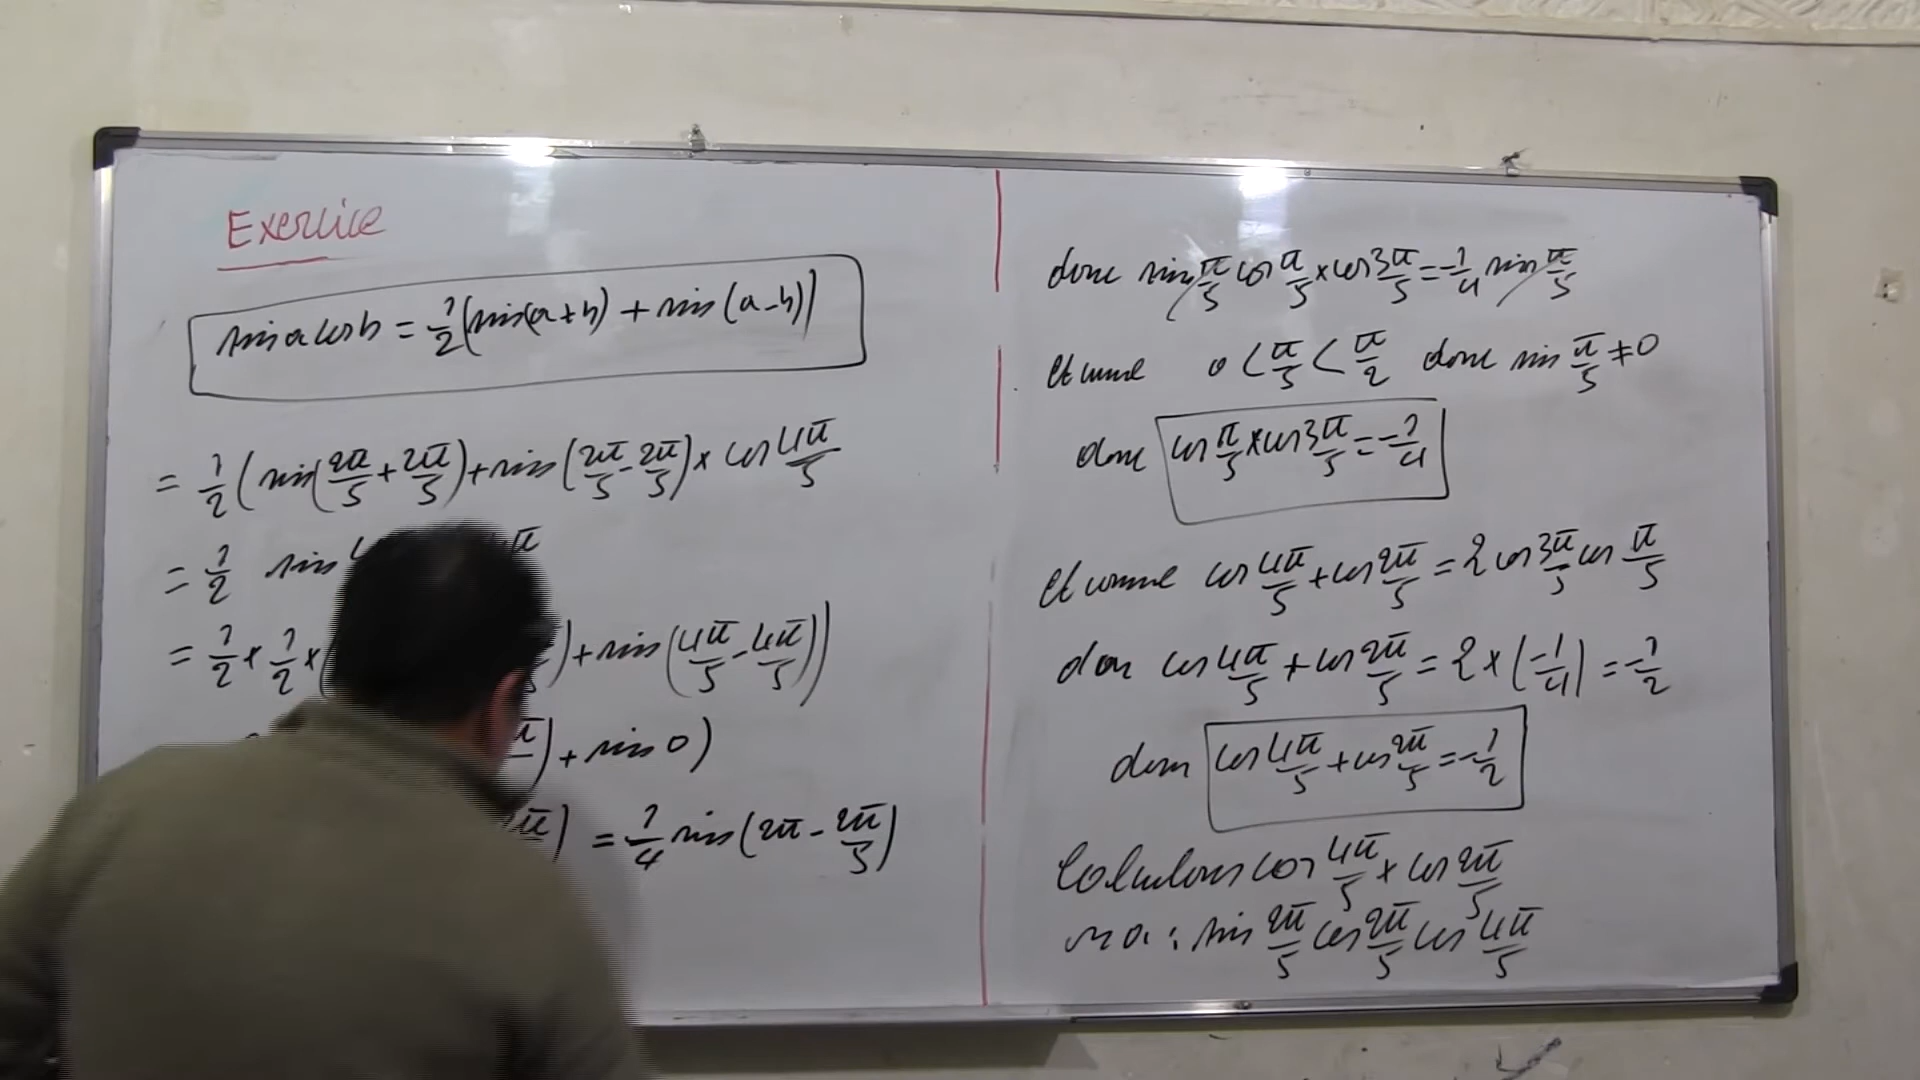 Exercice
sin a cos b = 1/2 (sin(a+b) + sin(a-b))
= 1/2 (sin(2π/5 + 2π/5) + sin(2π/5 - 2π/5) × cos 4π/5
= 1/2 sin
= 1/2 × 1/2 × ( ) + sin(4π/5 - 4π/5))
) + sin 0)
) = 1/4 sin(2π - 2π/5)
donc sin π/5 cos π/5 × cos 3π/5 = -1/4 sin π/5
et comme 0 < π/5 < π/2 donc sin π/5 ≠ 0
donc cos π/5 × cos 3π/5 = -1/4
et comme cos 4π/5 + cos 2π/5 = 2 cos 3π/5 cos π/5
don cos 4π/5 + cos 2π/5 = 2 × (-1/4) = -1/2
donc cos 4π/5 + cos 2π/5 = -1/2
Calculons cos 4π/5 × cos 2π/5
on a : sin 2π/5 cos 2π/5 cos 4π/5